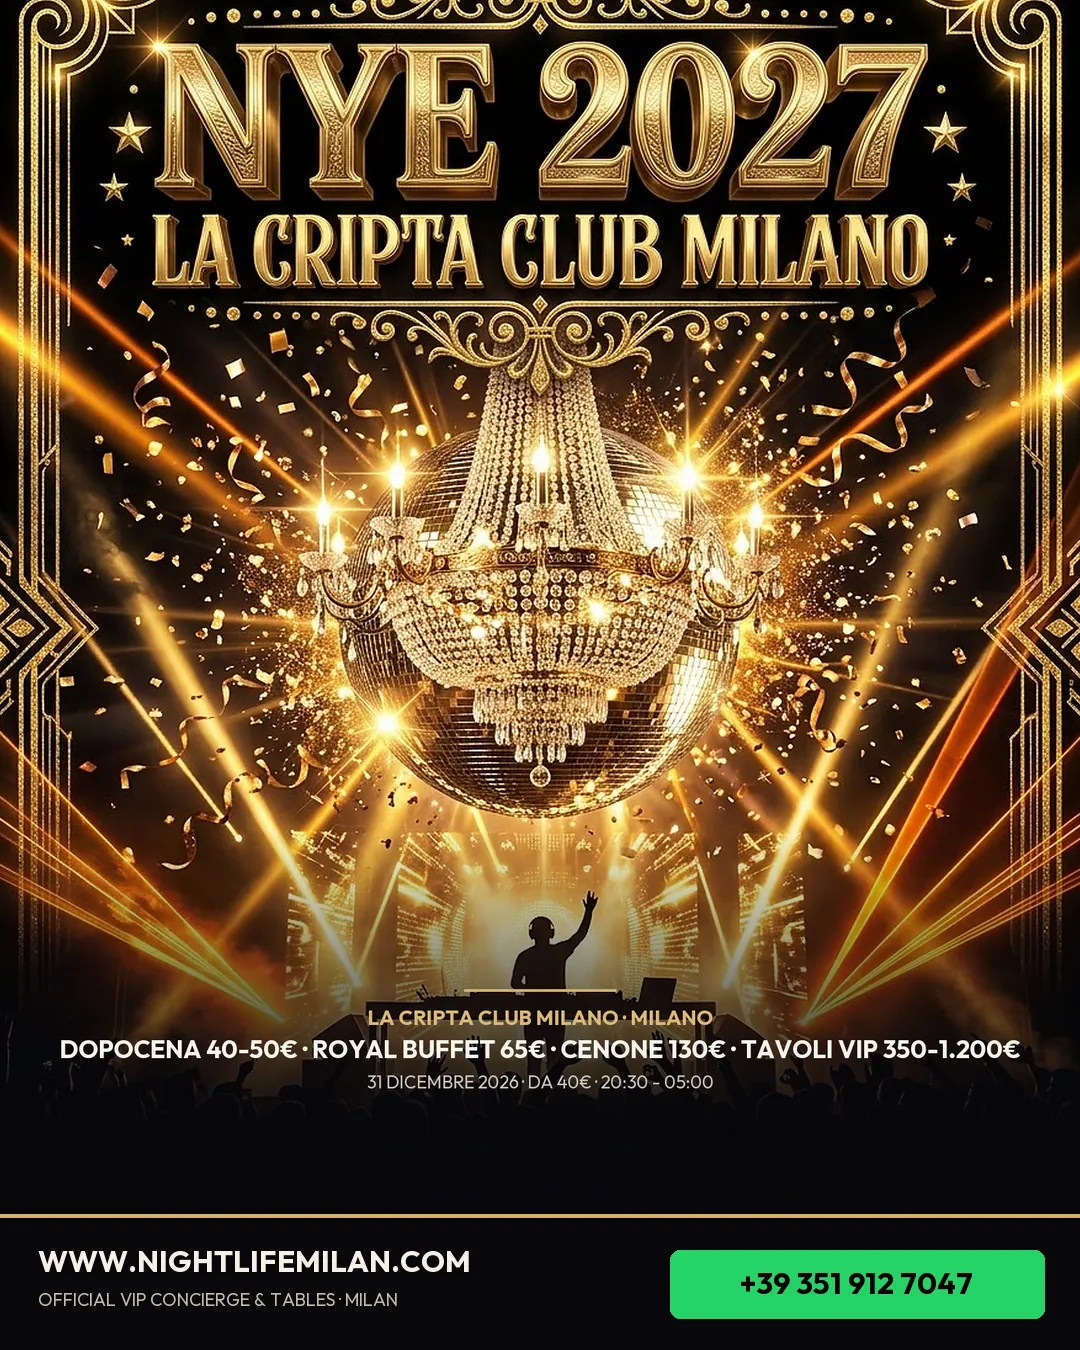 NYE 2027
LA CRIPTA CLUB MILANO
LA CRIPTA CLUB MILANO · MILANO
DOPOCENA 40-50€ · ROYAL BUFFET 65€ · CENONE 130€ · TAVOLI VIP 350-1.200€
31 DICEMBRE 2026 · DA 40€ · 20:30 - 05:00
WWW.NIGHTLIFEMILAN.COM
OFFICIAL VIP CONCIERGE & TABLES · MILAN
+39 351 912 7047